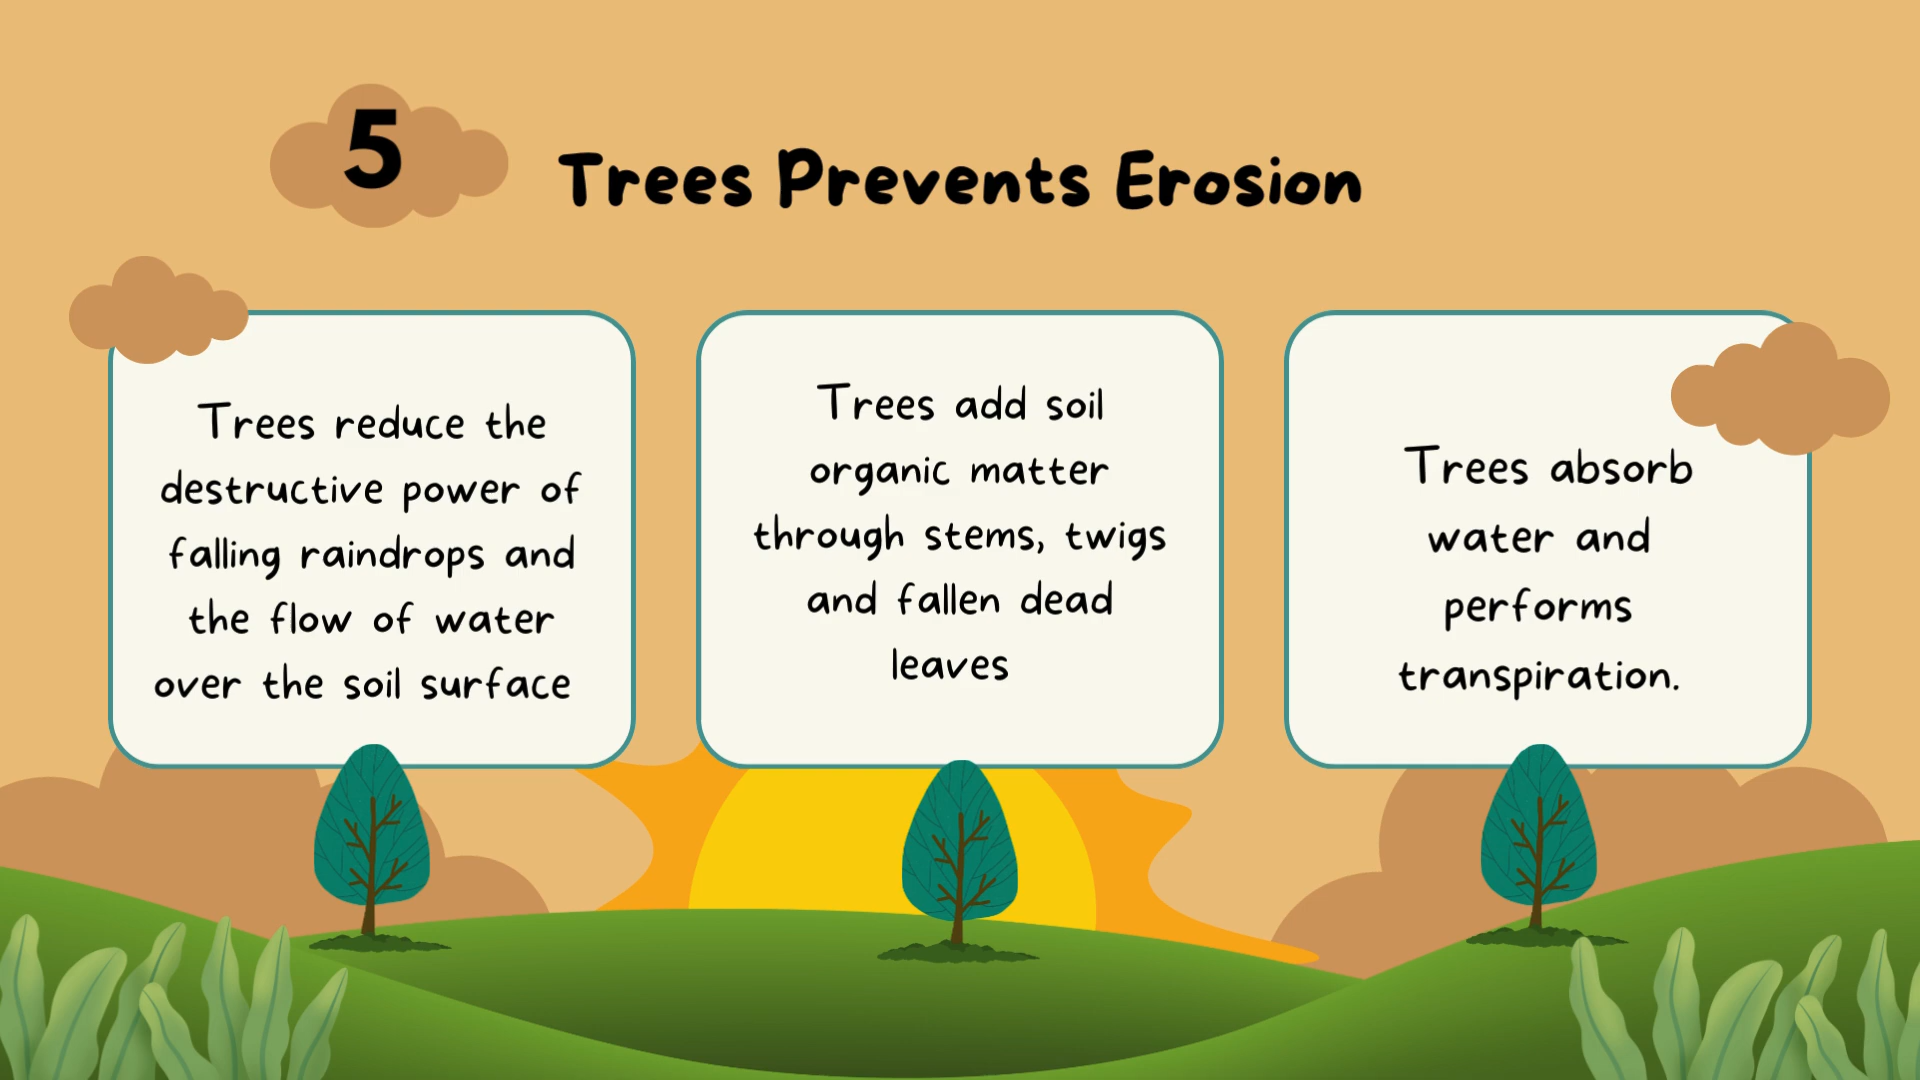 5
Trees Prevents Erosion
Trees reduce the
destructive power of
falling raindrops and
the flow of water
over the soil surface
Trees add soil
organic matter
through stems, twigs
and fallen dead
leaves
Trees absorb
water and
performs
transpiration.